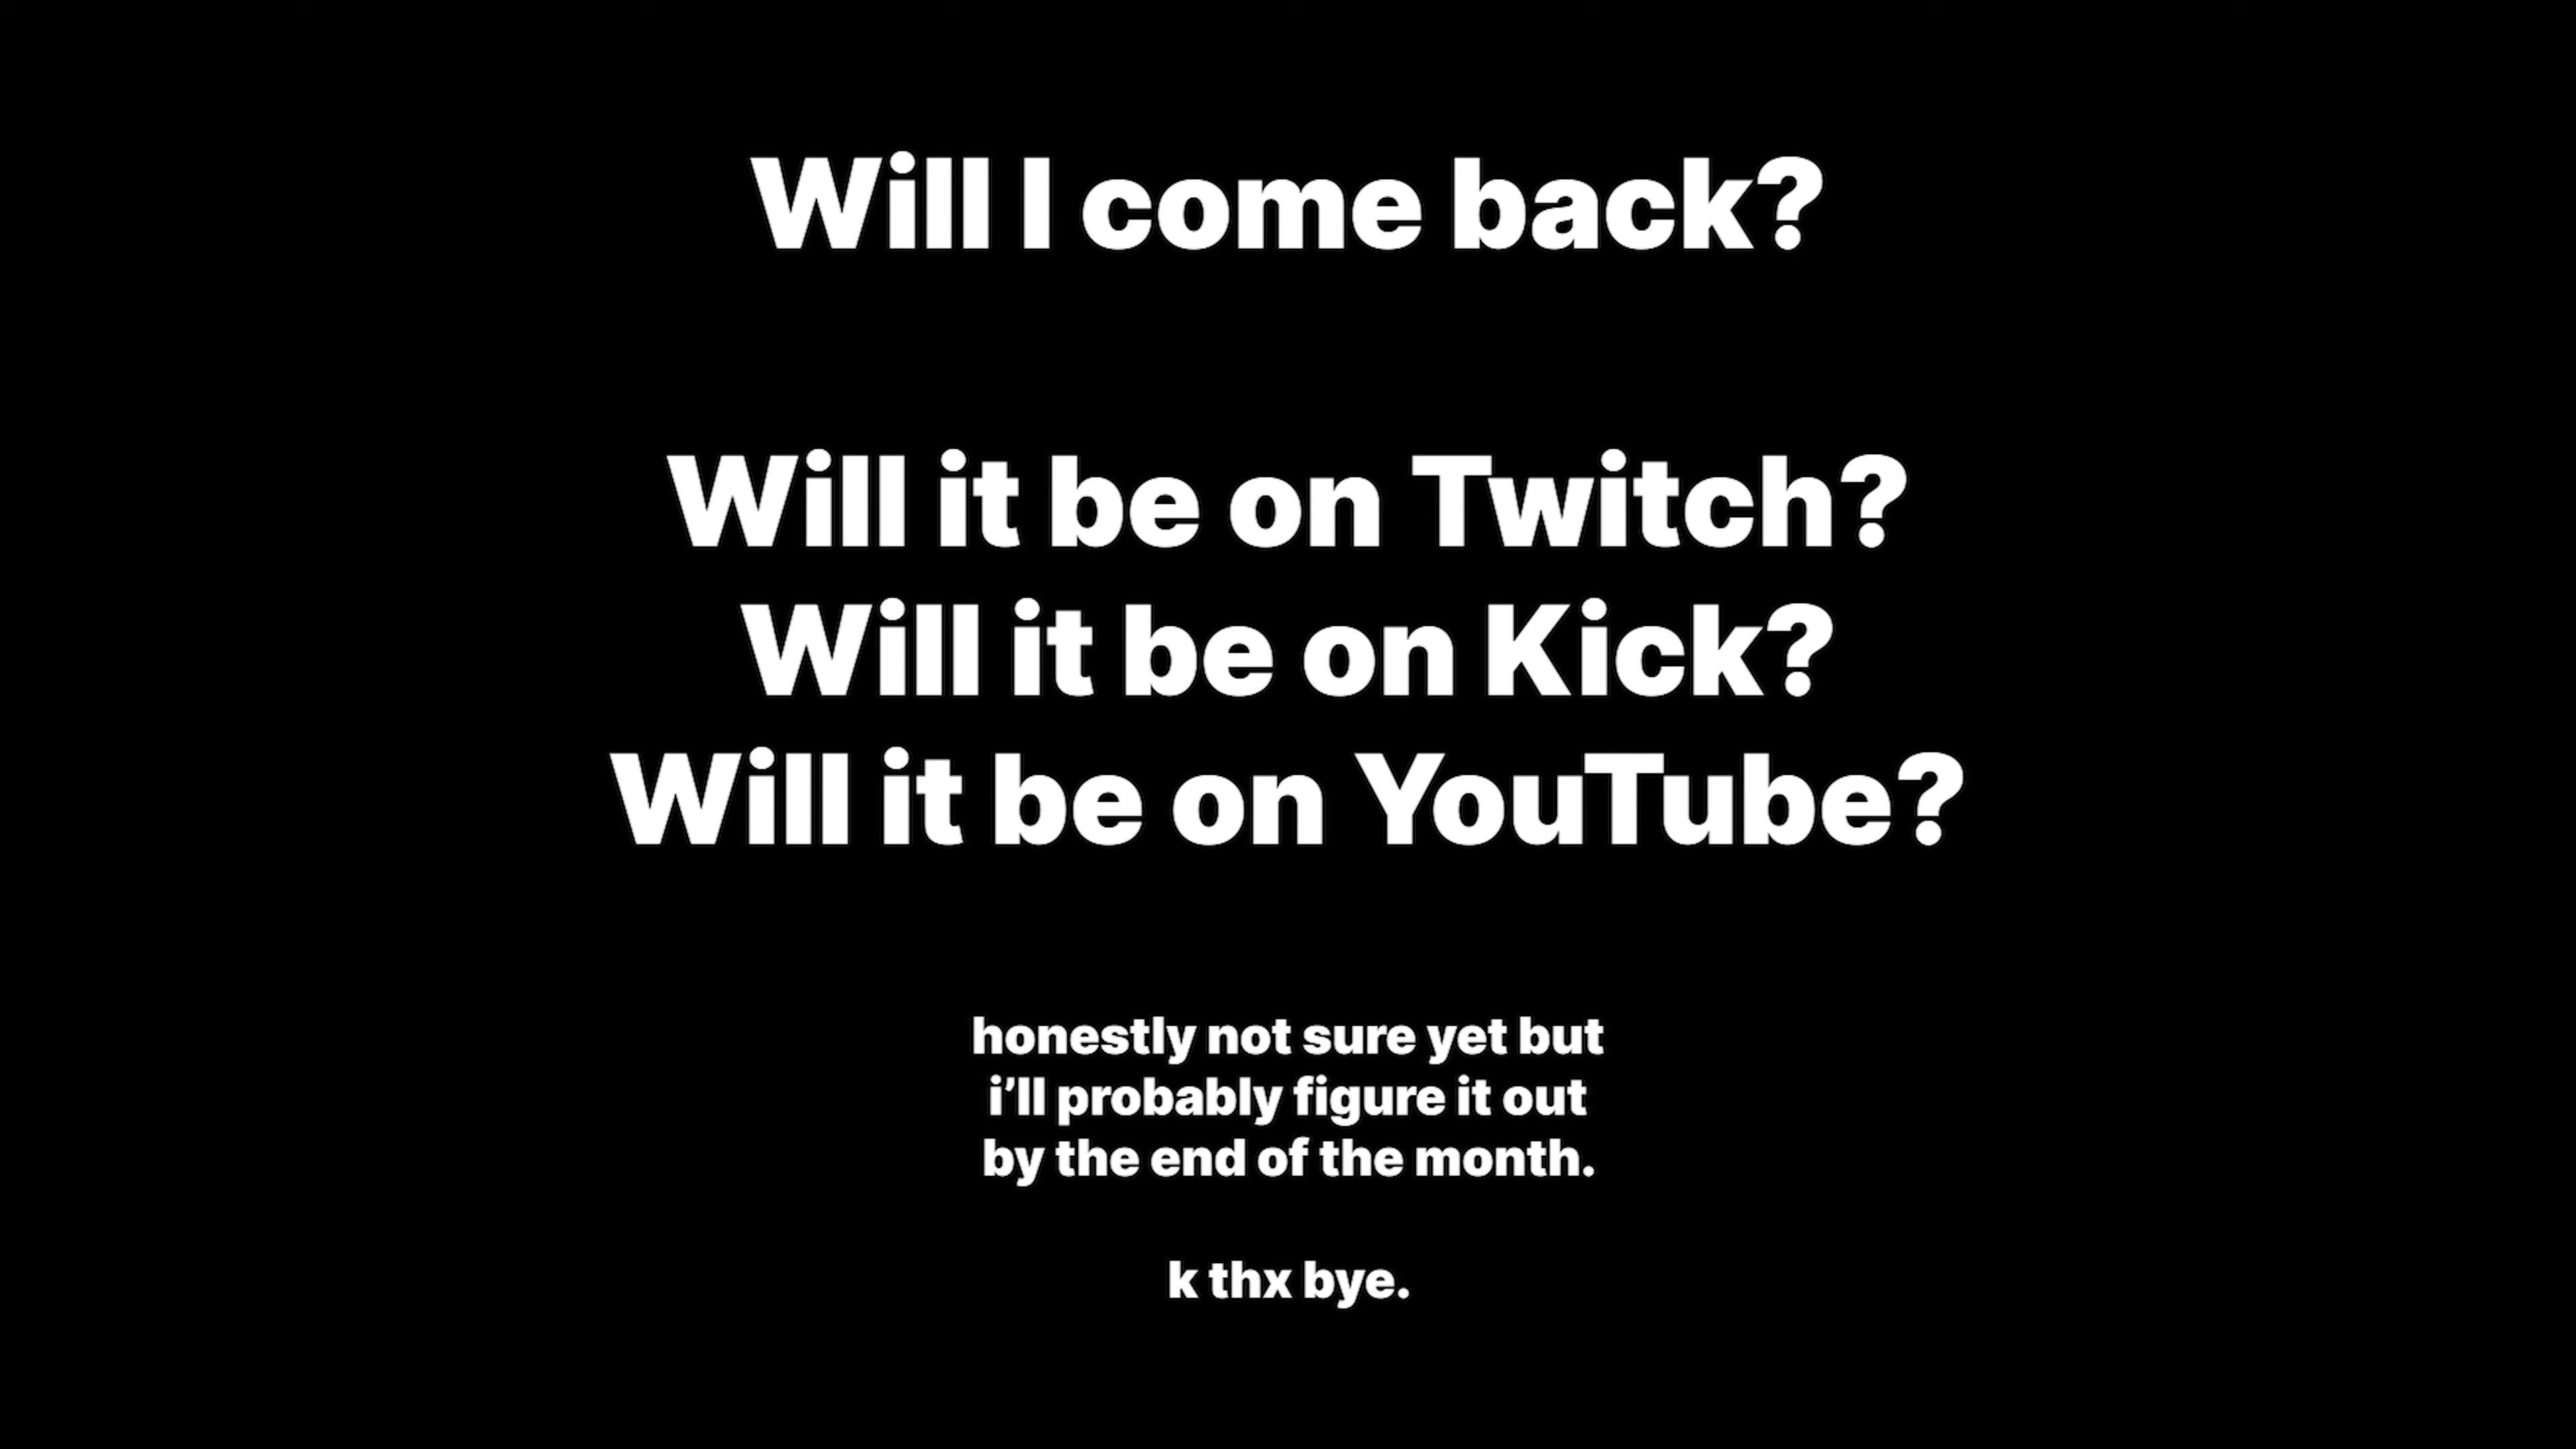 Will I come back?
Will it be on Twitch?
Will it be on Kick?
Will it be on YouTube?
honestly not sure yet but
i’ll probably figure it out
by the end of the month.
k thx bye.